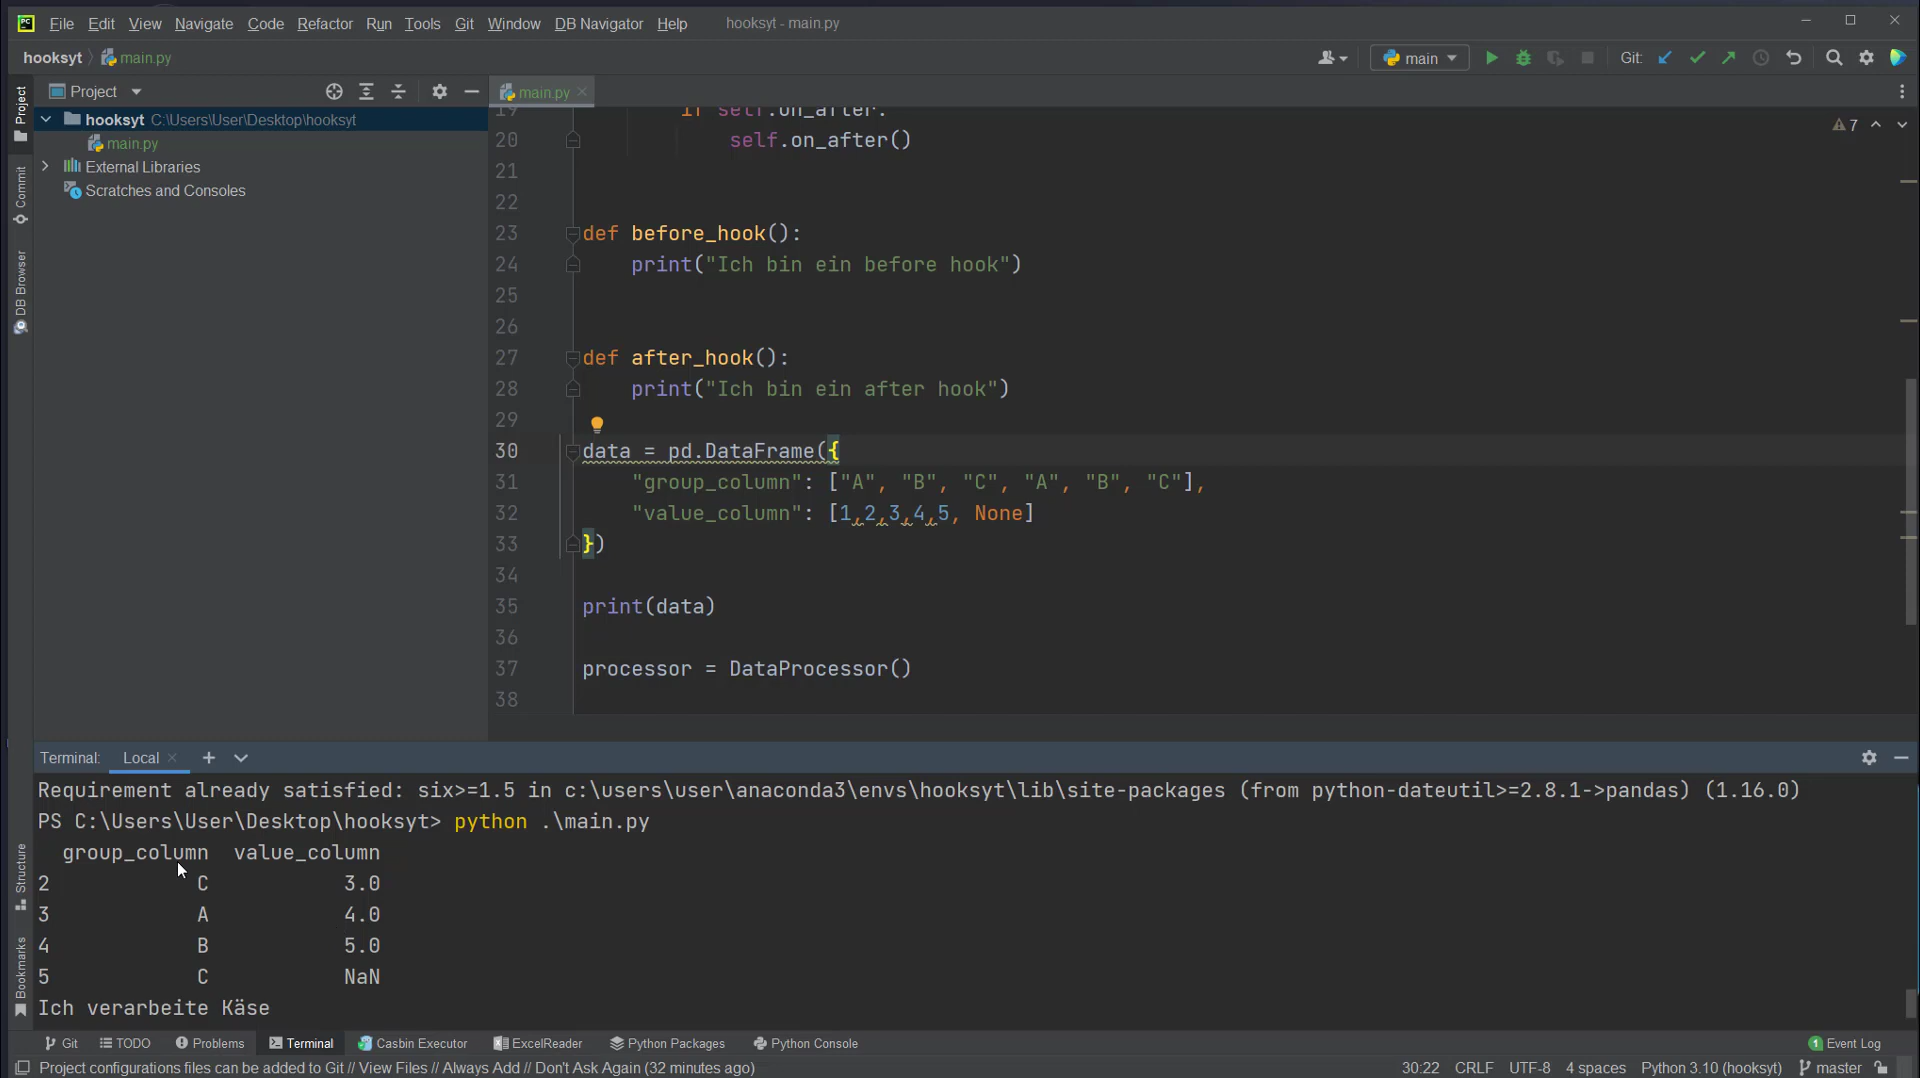 File Edit View Navigate Code Refactor Run Tools Git Window DB Navigator Help hooksyt - main.py
hooksyt main.py main Git:
Project
hooksyt C:\Users\User\Desktop\hooksyt
main.py
External Libraries
Scratches and Consoles
Project
Commit
DB Browser
Structure
Bookmarks
main.py
7
19 if self.on_after:
20 self.on_after()
21
22
23 def before_hook():
24 print("Ich bin ein before hook")
25
26
27 def after_hook():
28 print("Ich bin ein after hook")
29
30 data = pd.DataFrame({
31 "group_column": ["A", "B", "C", "A", "B", "C"],
32 "value_column": [1,2,3,4,5, None]
33 })
34
35 print(data)
36
37 processor = DataProcessor()
38
Terminal: Local
Requirement already satisfied: six>=1.5 in c:\users\user\anaconda3\envs\hooksyt\lib\site-packages (from python-dateutil>=2.8.1->pandas) (1.16.0)
PS C:\Users\User\Desktop\hooksyt> python .\main.py
group_column value_column
2 C 3.0
3 A 4.0
4 B 5.0
5 C NaN
Ich verarbeite Käse
Git TODO Problems Terminal Casbin Executor ExcelReader Python Packages Python Console 1 Event Log
Project configurations files can be added to Git // View Files // Always Add // Don't Ask Again (32 minutes ago) 30:22 CRLF UTF-8 4 spaces Python 3.10 (hooksyt) master